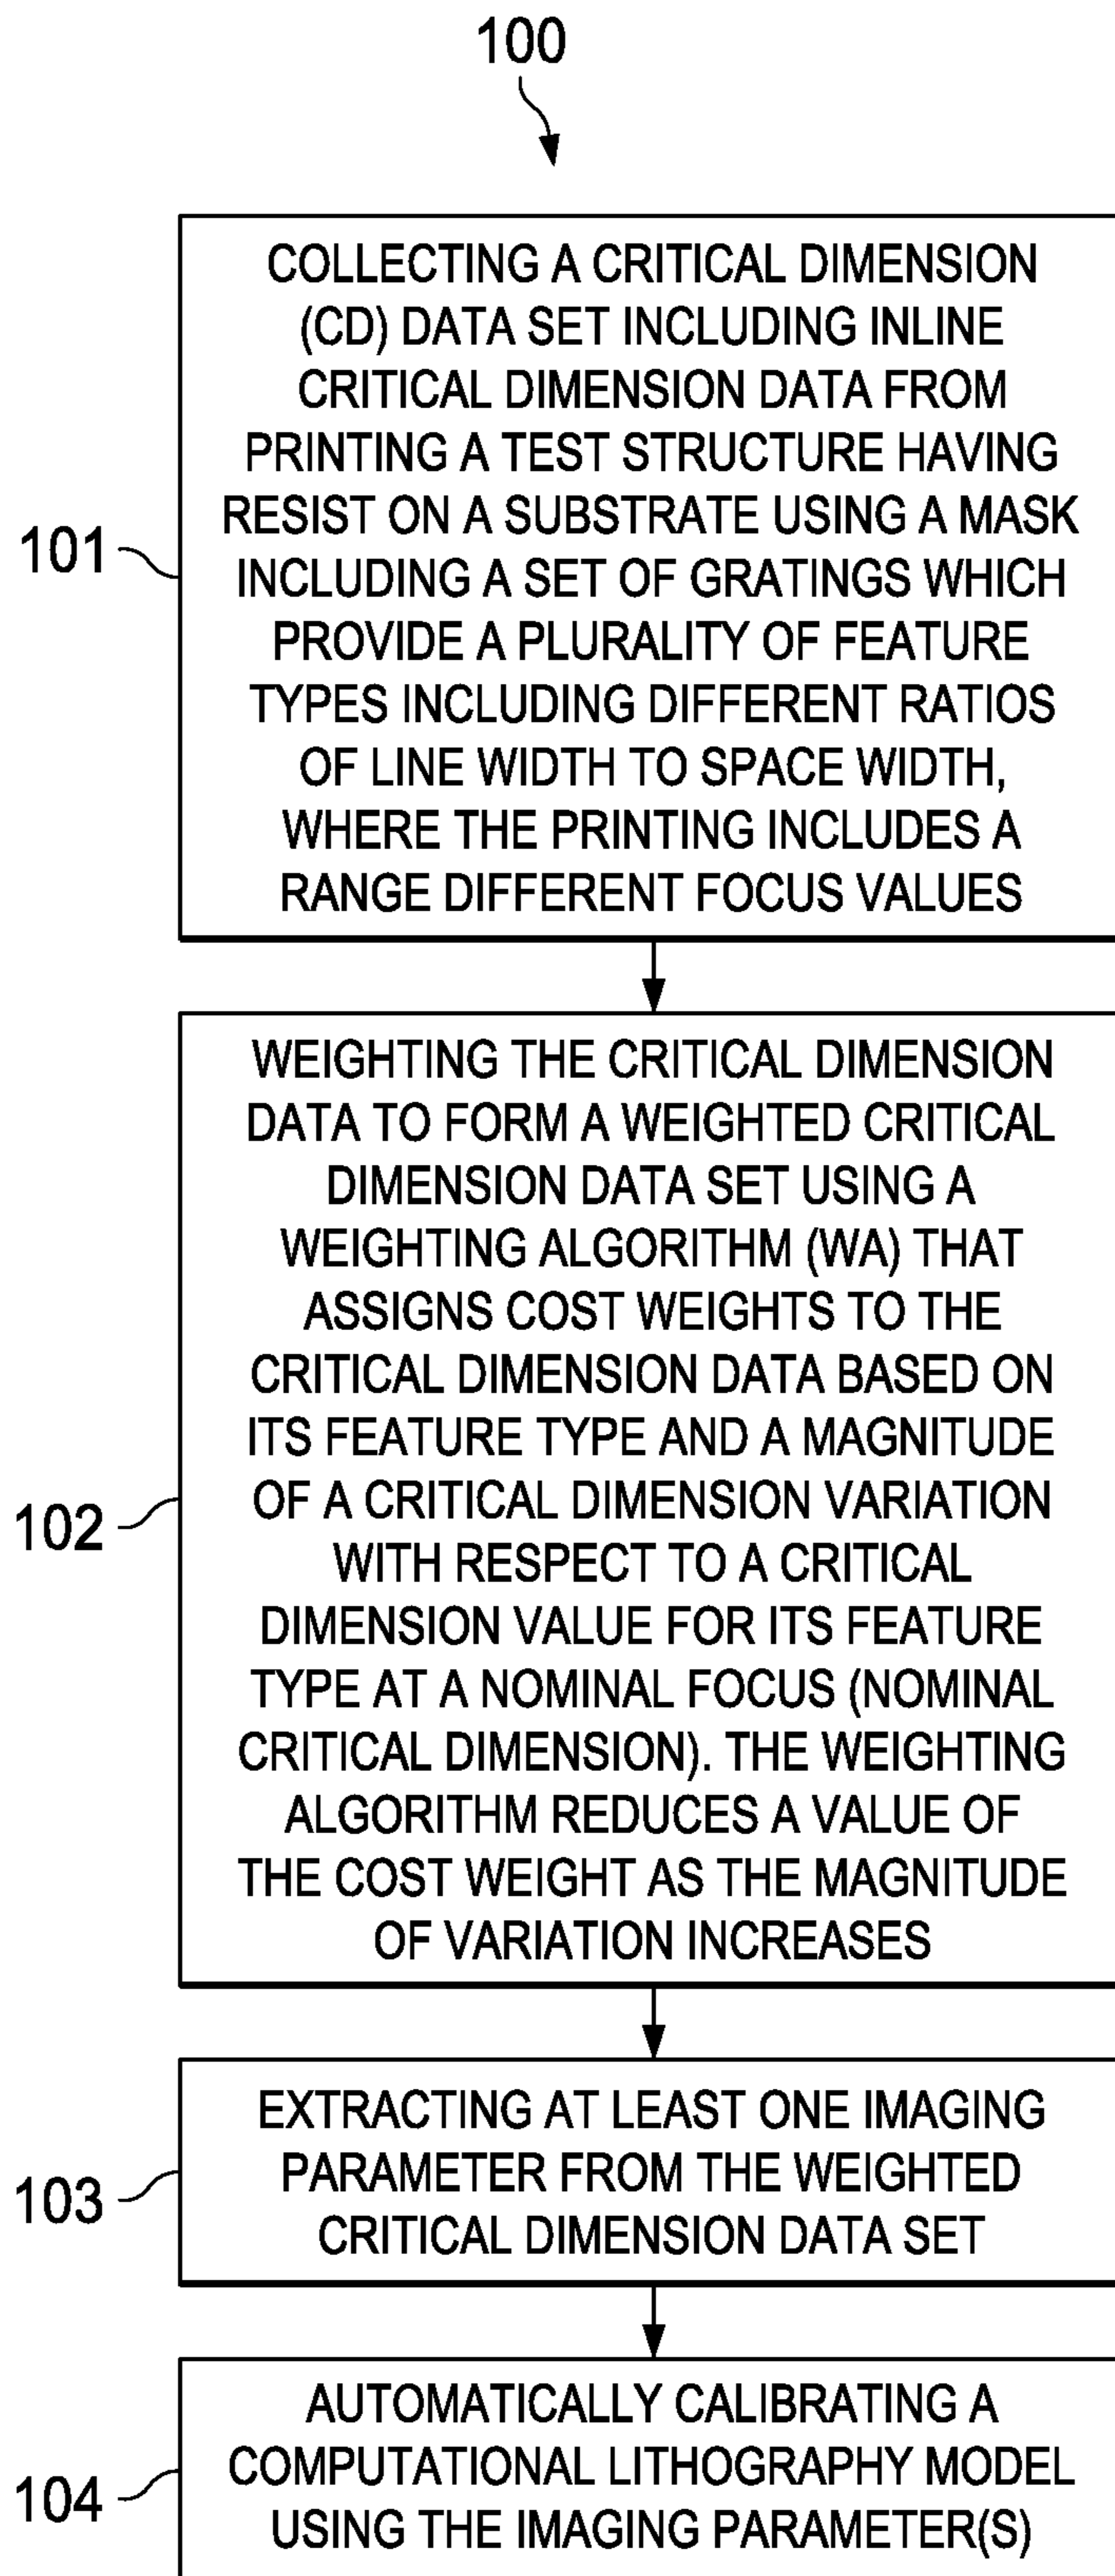 100
COLLECTING A CRITICAL DIMENSION
(CD) DATA SET INCLUDING INLINE
CRITICAL DIMENSION DATA FROM
PRINTING A TEST STRUCTURE HAVING
RESIST ON A SUBSTRATE USING A MASK
INCLUDING A SET OF GRATINGS WHICH
PROVIDE A PLURALITY OF FEATURE
TYPES INCLUDING DIFFERENT RATIOS
OF LINE WIDTH TO SPACE WIDTH,
WHERE THE PRINTING INCLUDES A
RANGE DIFFERENT FOCUS VALUES
101
WEIGHTING THE CRITICAL DIMENSION
DATA TO FORM A WEIGHTED CRITICAL
DIMENSION DATA SET USING A
WEIGHTING ALGORITHM (WA) THAT
ASSIGNS COST WEIGHTS TO THE
CRITICAL DIMENSION DATA BASED ON
ITS FEATURE TYPE AND A MAGNITUDE
OF A CRITICAL DIMENSION VARIATION
WITH RESPECT TO A CRITICAL
DIMENSION VALUE FOR ITS FEATURE
TYPE AT A NOMINAL FOCUS (NOMINAL
CRITICAL DIMENSION). THE WEIGHTING
ALGORITHM REDUCES A VALUE OF
THE COST WEIGHT AS THE MAGNITUDE
OF VARIATION INCREASES
102
EXTRACTING AT LEAST ONE IMAGING
PARAMETER FROM THE WEIGHTED
CRITICAL DIMENSION DATA SET
103
AUTOMATICALLY CALIBRATING A
COMPUTATIONAL LITHOGRAPHY MODEL
USING THE IMAGING PARAMETER(S)
104